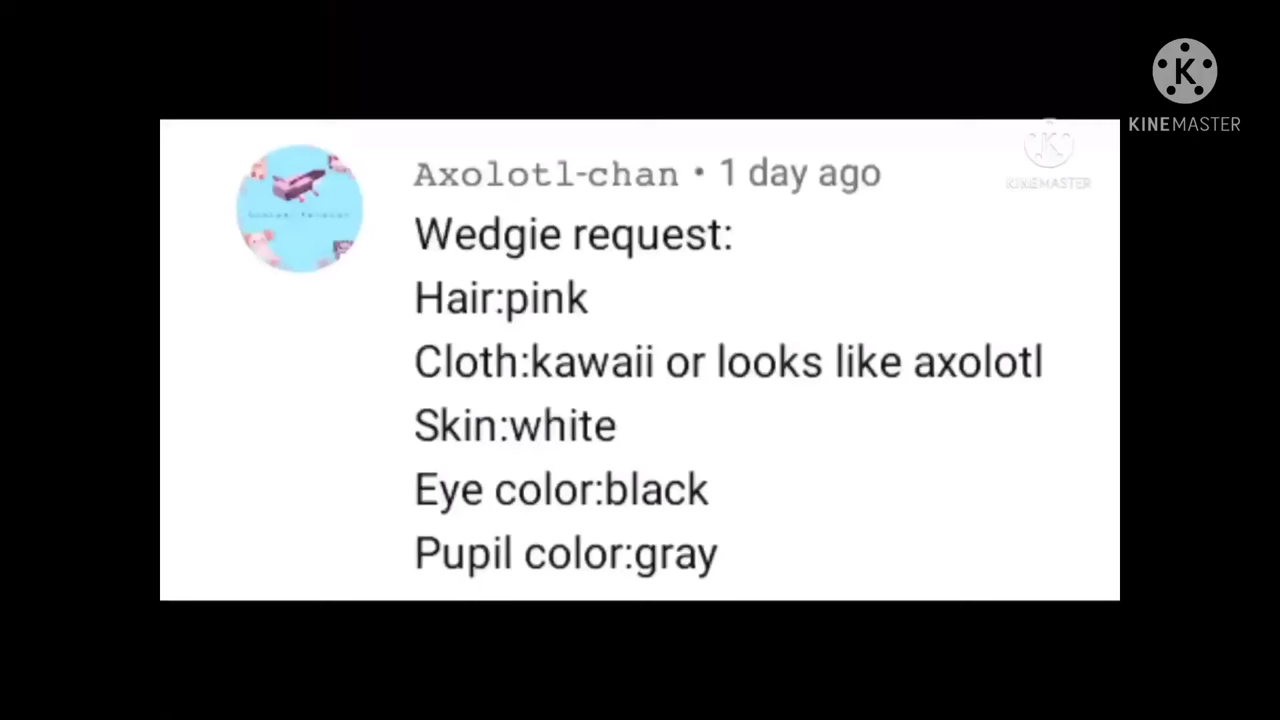 KINEMASTER
KINEMASTER
Axolotl-chan • 1 day ago
Wedgie request:
Hair:pink
Cloth:kawaii or looks like axolotl
Skin:white
Eye color:black
Pupil color:gray